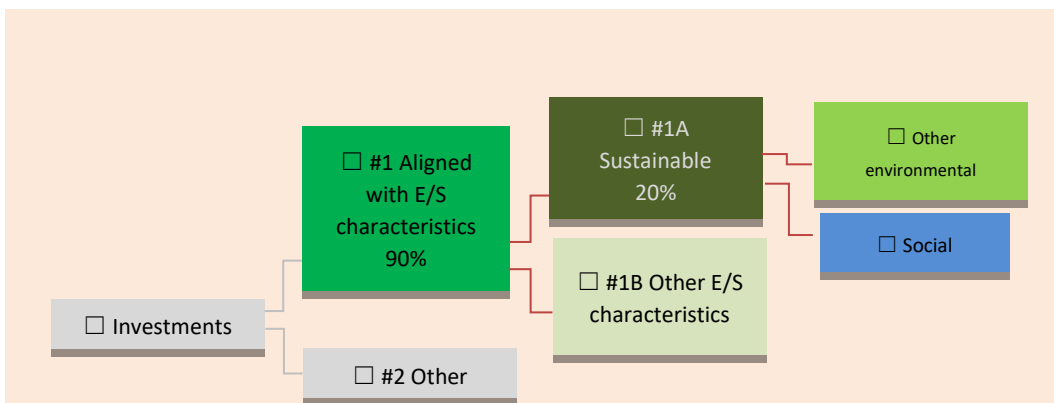 ☐ #1 Aligned
with E/S
characteristics
90%
☐ #1A
Sustainable
20%
☐ Other
environmental
☐ Social
☐ #1B Other E/S
characteristics
☐ Investments
☐ #2 Other